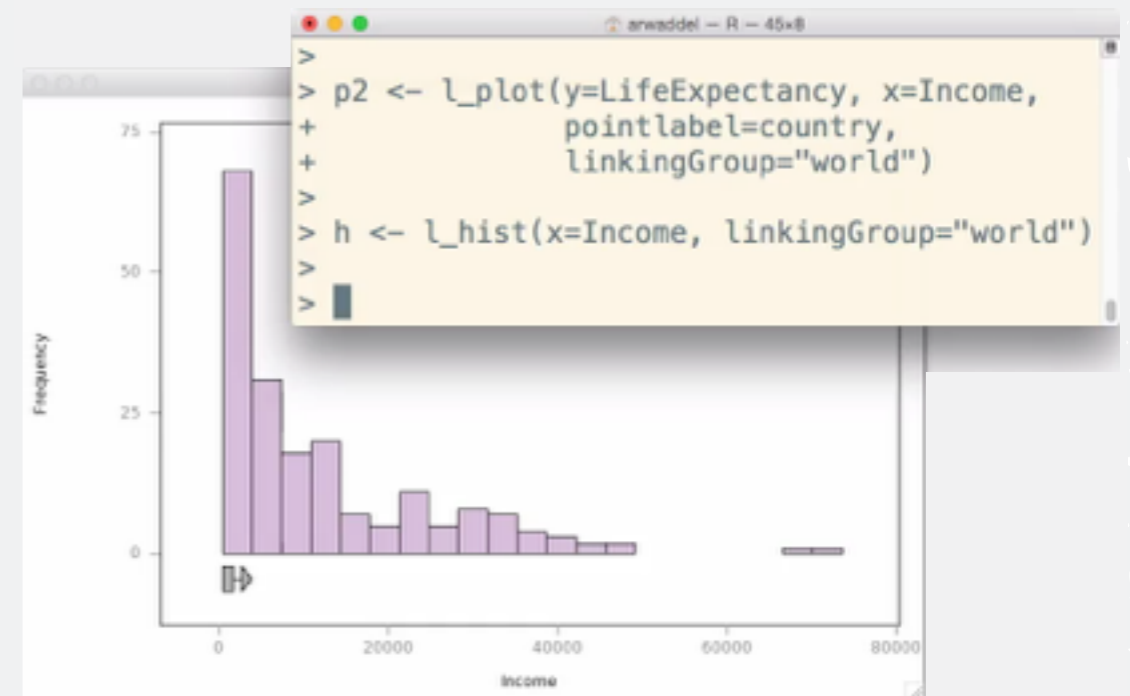 arwaddel — R — 45×8
>
> p2 <- l_plot(y=LifeExpectancy, x=Income,
+ pointlabel=country,
+ linkingGroup="world")
>
> h <- l_hist(x=Income, linkingGroup="world")
>
>
75
50
25
0
Frequency
0 20000 40000 60000 80000
Income